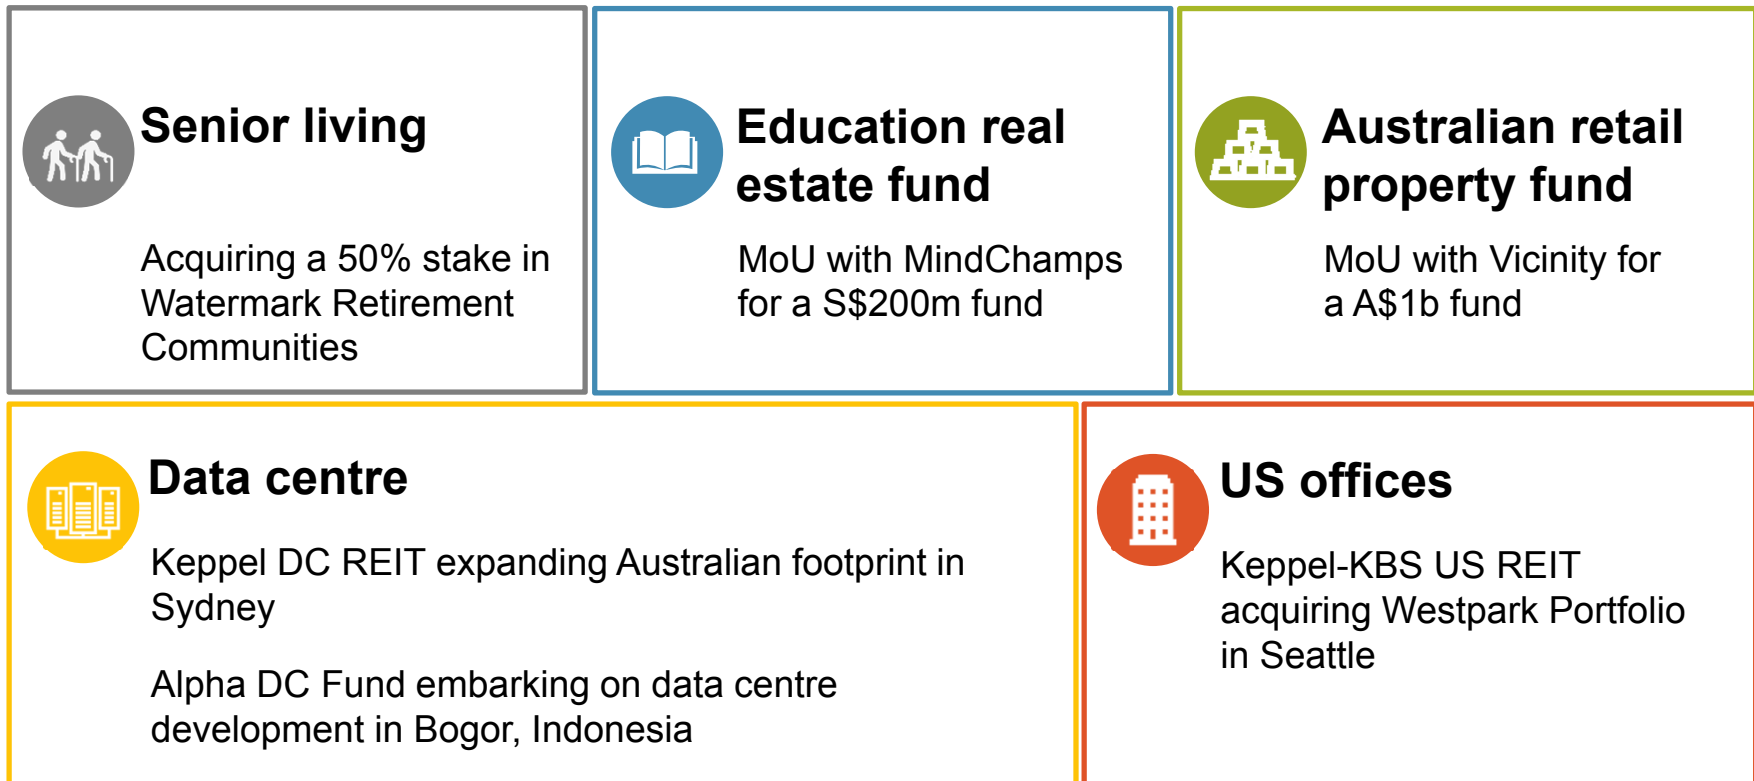 Senior living
Acquiring a 50% stake in
Watermark Retirement
Communities
Education real
estate fund
MoU with MindChamps
for a S$200m fund
Australian retail
property fund
MoU with Vicinity for
a A$1b fund
Data centre
Keppel DC REIT expanding Australian footprint in
Sydney
Alpha DC Fund embarking on data centre
development in Bogor, Indonesia
US offices
Keppel-KBS US REIT
acquiring Westpark Portfolio
in Seattle